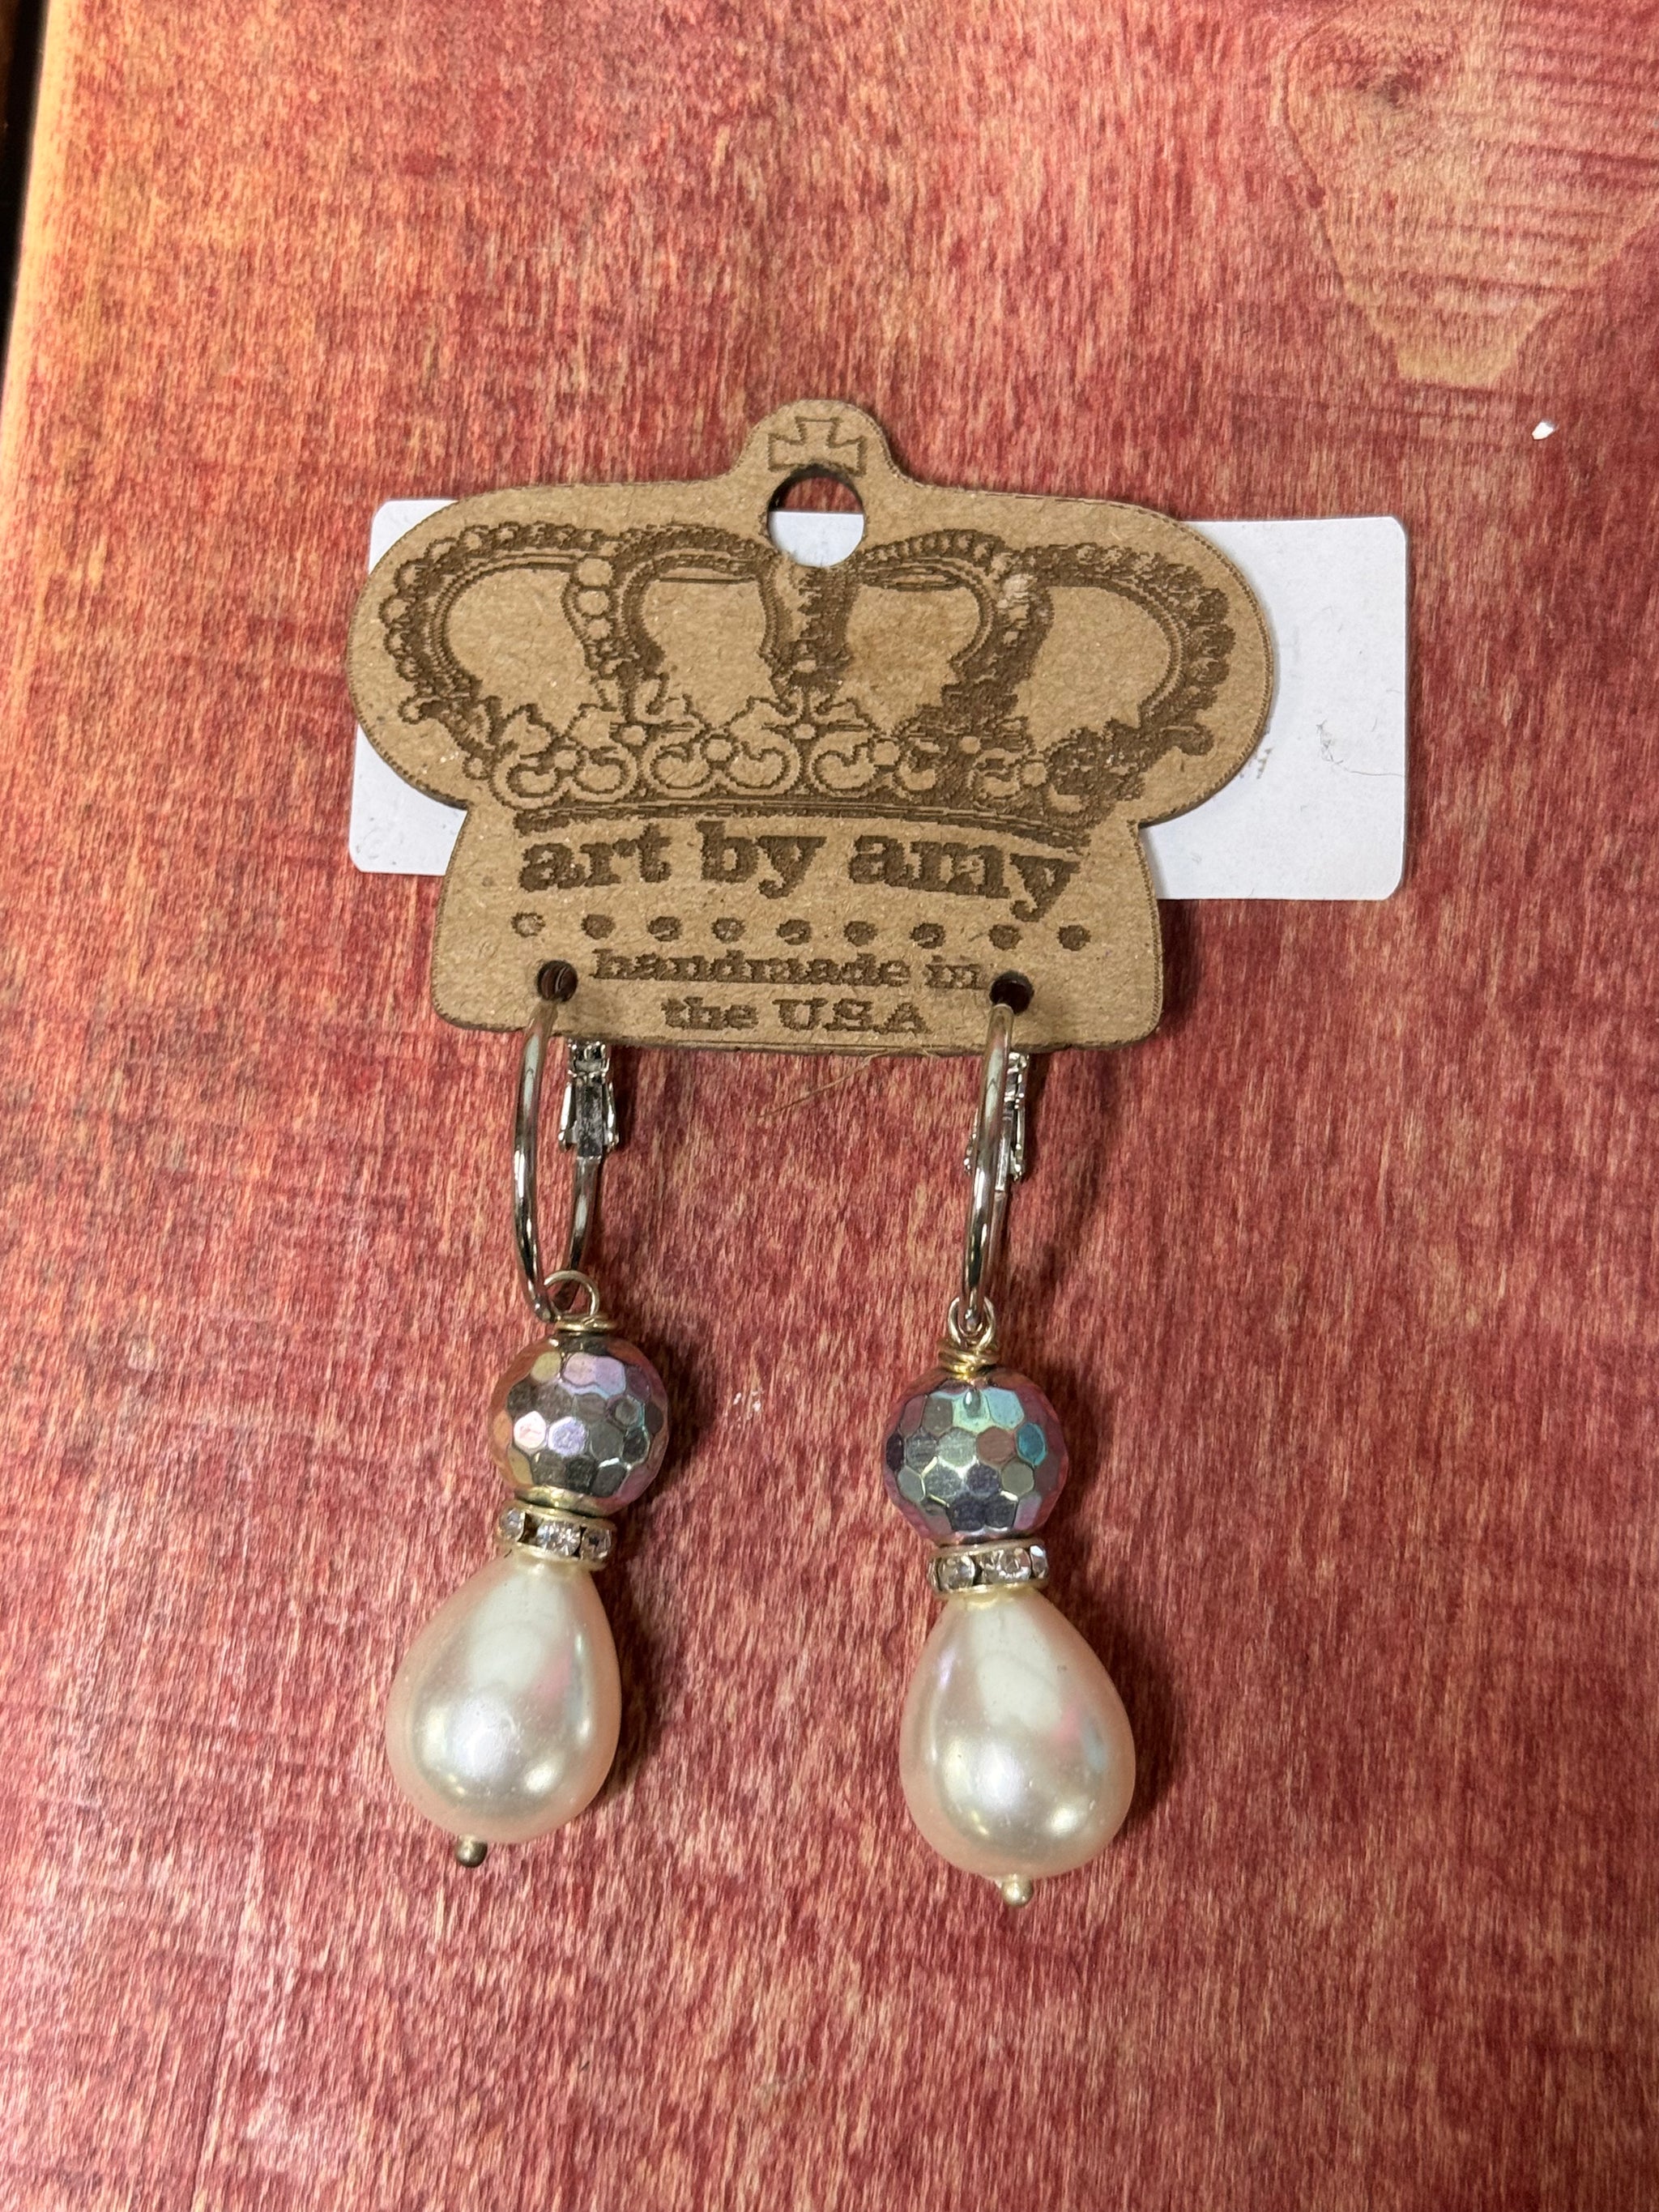 art by amy
handmade in
the USA